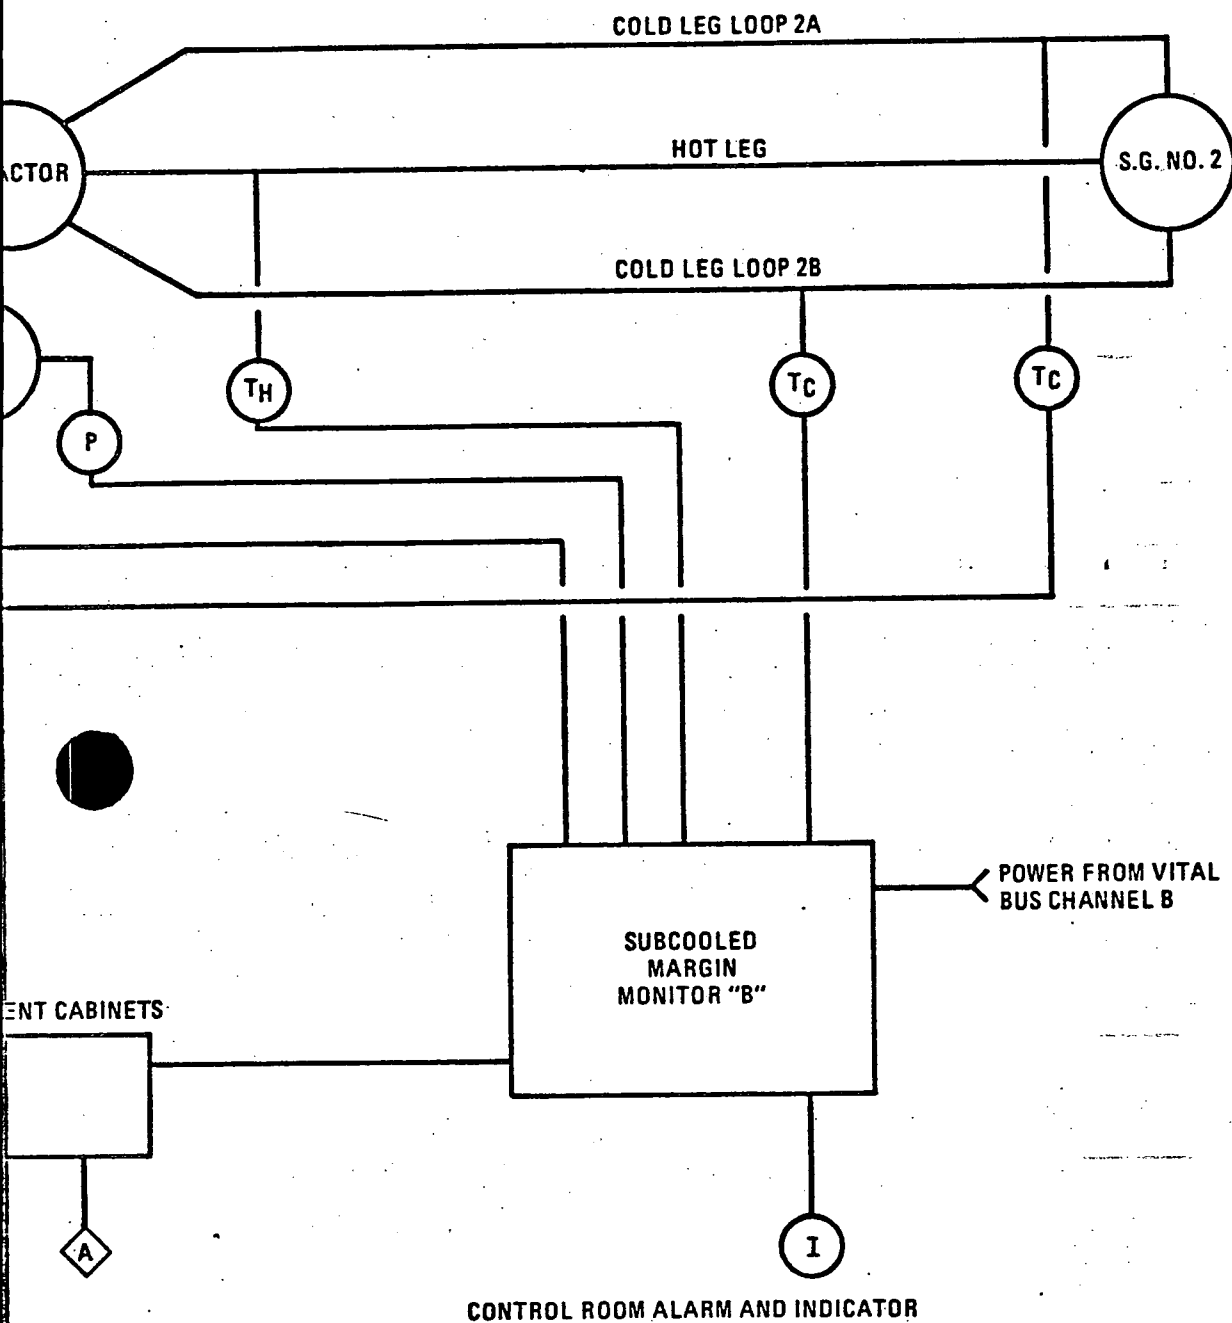 COLD LEG LOOP 2A
HOT LEG
ACTOR
S.G. NO. 2
COLD LEG LOOP 2B
TH
TC
TC
P
POWER FROM VITAL
BUS CHANNEL B
SUBCOOLED
MARGIN
MONITOR "B"
ENT CABINETS
A
I
CONTROL ROOM ALARM AND INDICATOR